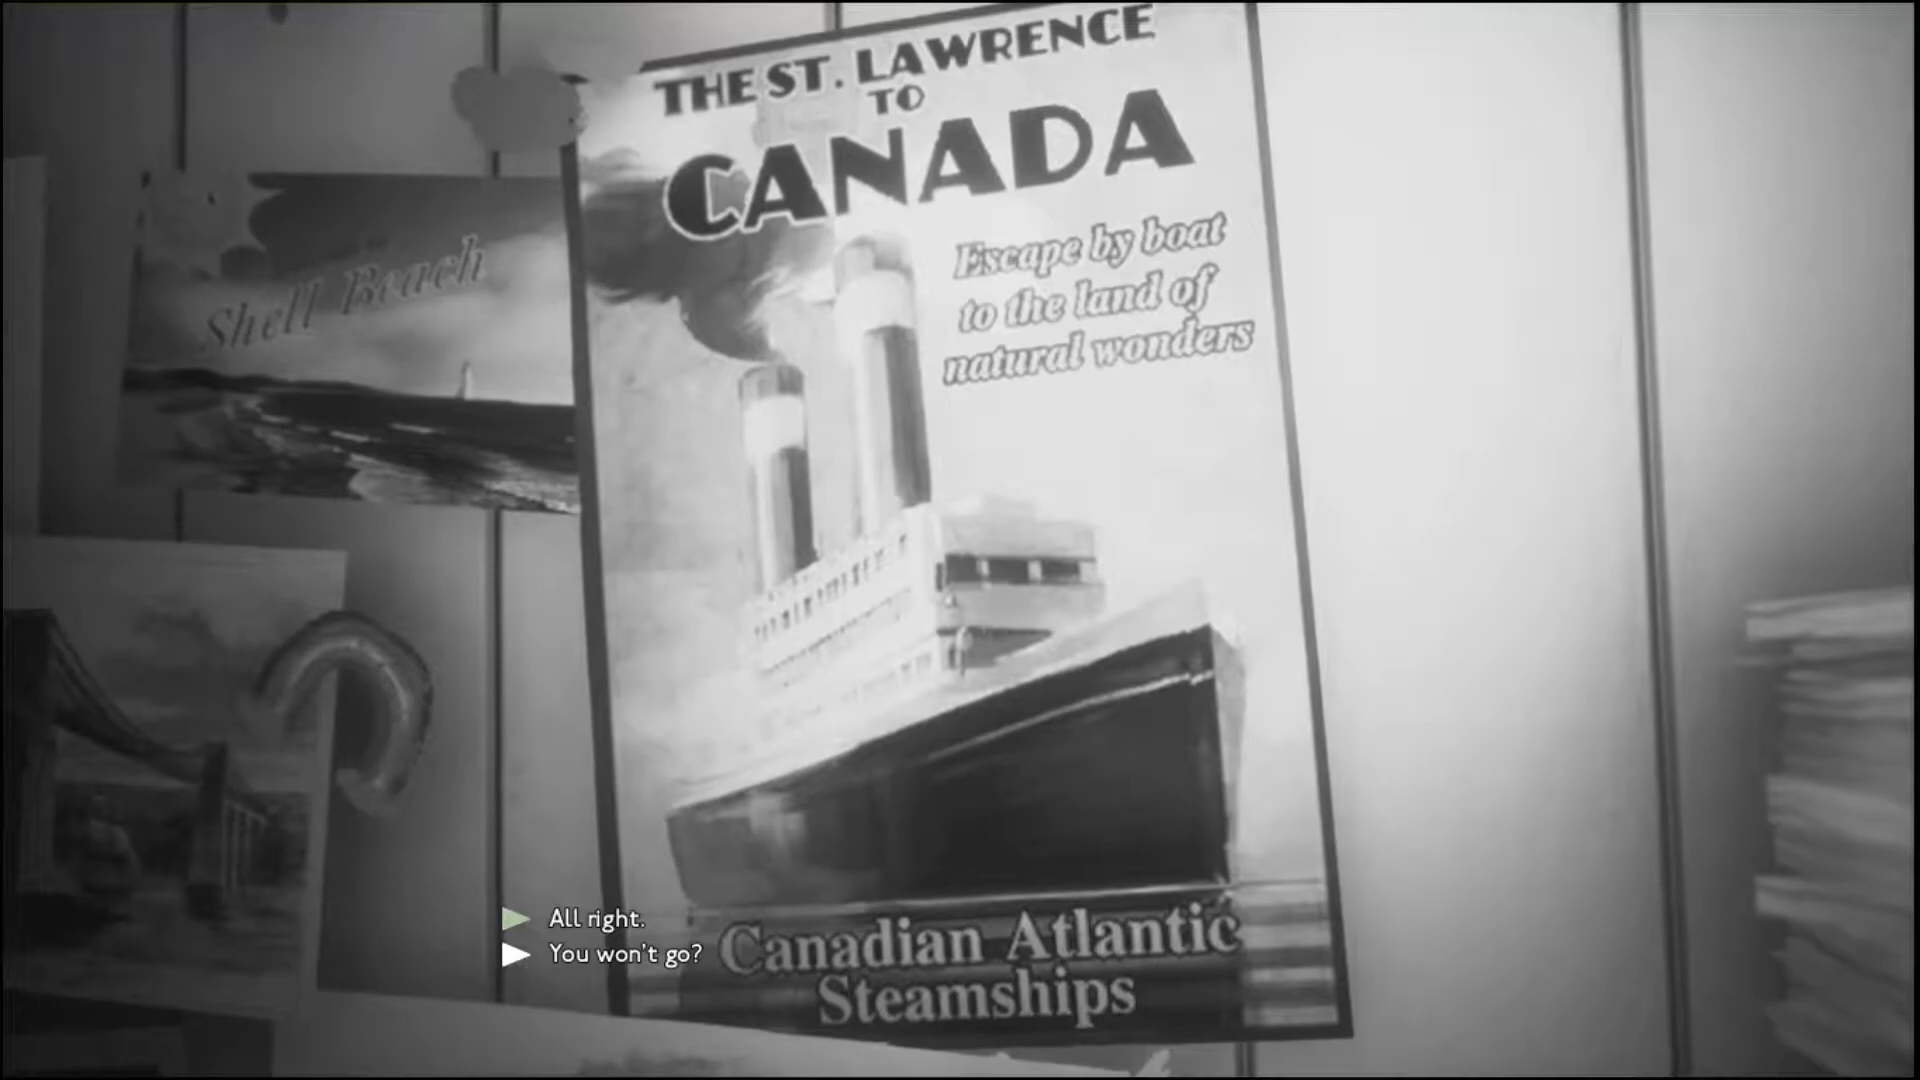 THE ST. LAWRENCE
TO
CANADA
Escape by boat
to the land of
natural wonders
Shell Beach
All right.
You won't go?
Canadian Atlantic
Steamships